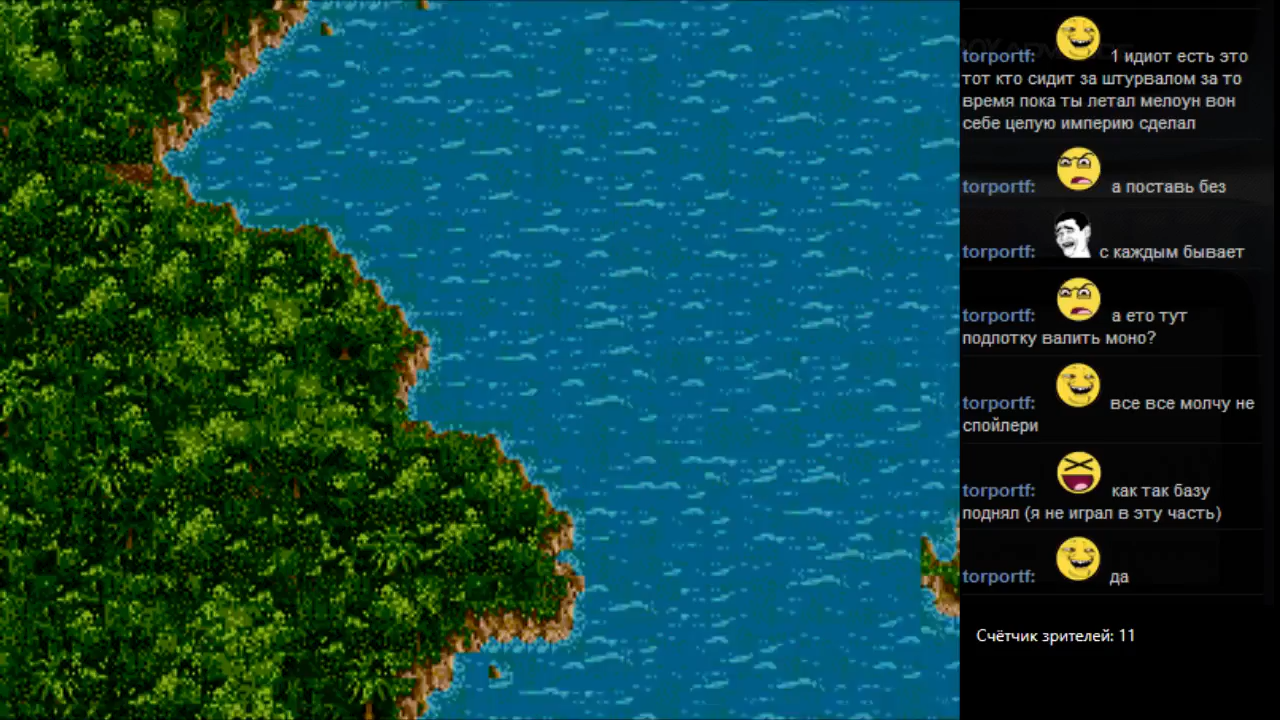 torportf: 1 идиот есть это
тот кто сидит за штурвалом за то
время пока ты летал мелоун вон
себе целую империю сделал
torportf: а поставь без
torportf: с каждым бывает
torportf: а ето тут
подлотку валить моно?
torportf: все все молчу не
спойлери
torportf: как так базу
поднял (я не играл в эту часть)
torportf: да
Счётчик зрителей: 11